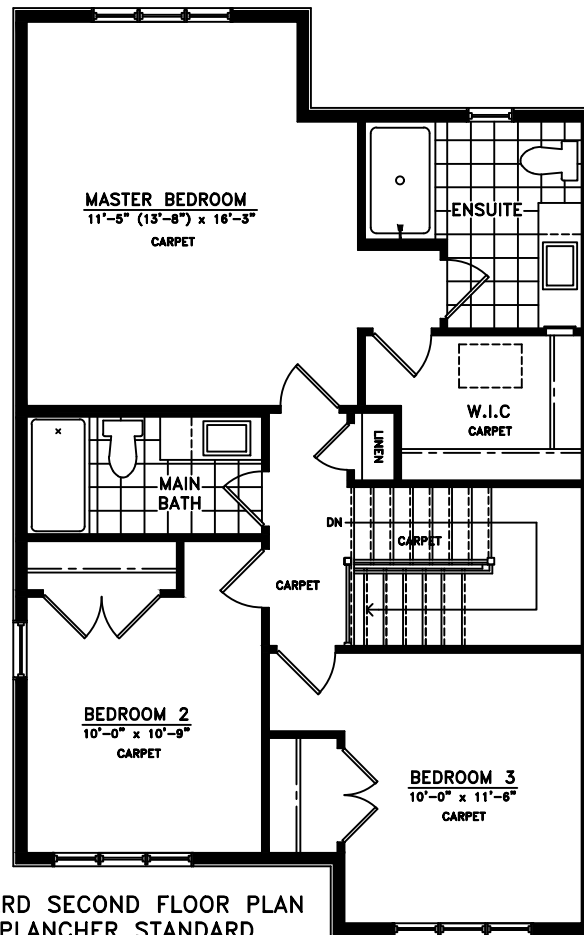 MASTER BEDROOM
11'-5" (13'-8") x 16'-3"
CARPET
ENSUITE
W.I.C
CARPET
LINEN
MAIN
BATH
DN
CARPET
CARPET
BEDROOM 2
10'-0" x 10'-9"
CARPET
BEDROOM 3
10'-0" x 11'-6"
CARPET
RD SECOND FLOOR PLAN
PLANCHER STANDARD